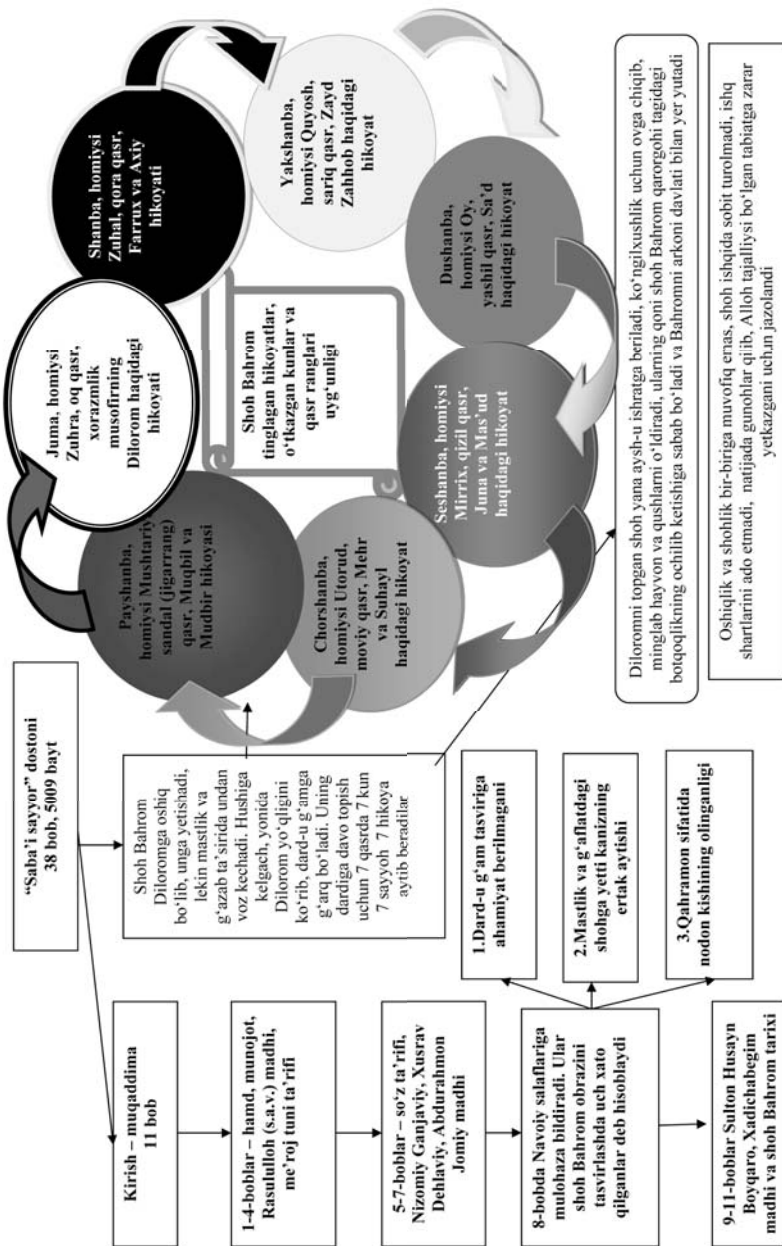 “Saba’i sayyor” dostoni
38 bob, 5009 bayt
Kirish – muqaddima
11 bob
1-4-boblar – hamd, munojot,
Rasululloh (s.a.v.) madhi,
me’roj tuni ta’rifi
5-7-boblar – so‘z ta’rifi,
Nizomiy Ganjaviy, Xusrav
Dehlaviy, Abdurahmon
Jomiy madhi
8-bobda Navoiy salaflariga
mulohaza bildiradi. Ular
shoh Bahrom obrazini
tasvirlashda uch xato
qilganlar deb hisoblaydi
9-11-boblar Sulton Husayn
Boyqaro, Xadichabegim
madhi va shoh Bahrom tarixi
1.Dard-u g‘am tasviriga
ahamiyat berilmagani
2.Mastlik va g‘aflatdagi
shohga yetti kanizning
ertak aytishi
3.Qahramon sifatida
nodon kishining olinganligi
Shoh Bahrom
Diloromga oshiq
bo‘lib, unga yetishadi,
lekin mastlik va
g‘azab ta’sirida undan
voz kechadi. Hushiga
kelgach, yonida
Dilorom yo‘qligini
ko‘rib, dard-u g‘amga
g‘arq bo‘ladi. Uning
dardiga davo topish
uchun 7 qasrda 7 kun
7 sayyoh 7 hikoya
aytib beradilar
Shoh Bahrom
tinglagan hikoyatlar,
o‘tkazgan kunlar va
qasr ranglari
uyg‘unligi
Shanba, homiysi
Zuhal, qora qasr,
Farrux va Axiy
hikoyati
Yakshanba,
homiysi Quyosh,
sariq qasr, Zayd
Zahhob haqidagi
hikoyat
Dushanba,
homiysi Oy,
yashil qasr, Sa’d
haqidagi hikoyat
Seshanba, homiysi
Mirrix, qizil qasr,
Juna va Mas’ud
haqidagi hikoyat
Chorshanba,
homiysi Utorud,
moviy qasr, Mehr
va Suhayl
haqidagi hikoyat
Payshanba,
homiysi Mushtariy
sandal (jigarrang)
qasr, Muqbil va
Mudbir hikoyasi
Juma, homiysi
Zuhra, oq qasr,
xorazmlik
musofirning
Dilorom haqidagi
hikoyati
Diloromni topgan shoh yana aysh-u ishratga beriladi, ko‘ngilxushlik uchun ovga chiqib,
minglab hayvon va qushlarni o‘ldiradi, ularning qoni shoh Bahrom qarorgohi tagidagi
botqoqlikning ochilib ketishiga sabab bo‘ladi va Bahromni arkoni davlati bilan yer yutadi
Oshiqlik va shohlik bir-biriga muvofiq emas, shoh ishqida sobit turolmadi, ishq
shartlarini ado etmadi, natijada gunohlar qilib, Alloh tajalliysi bo‘lgan tabiatga zarar
yetkazgani uchun jazolandi